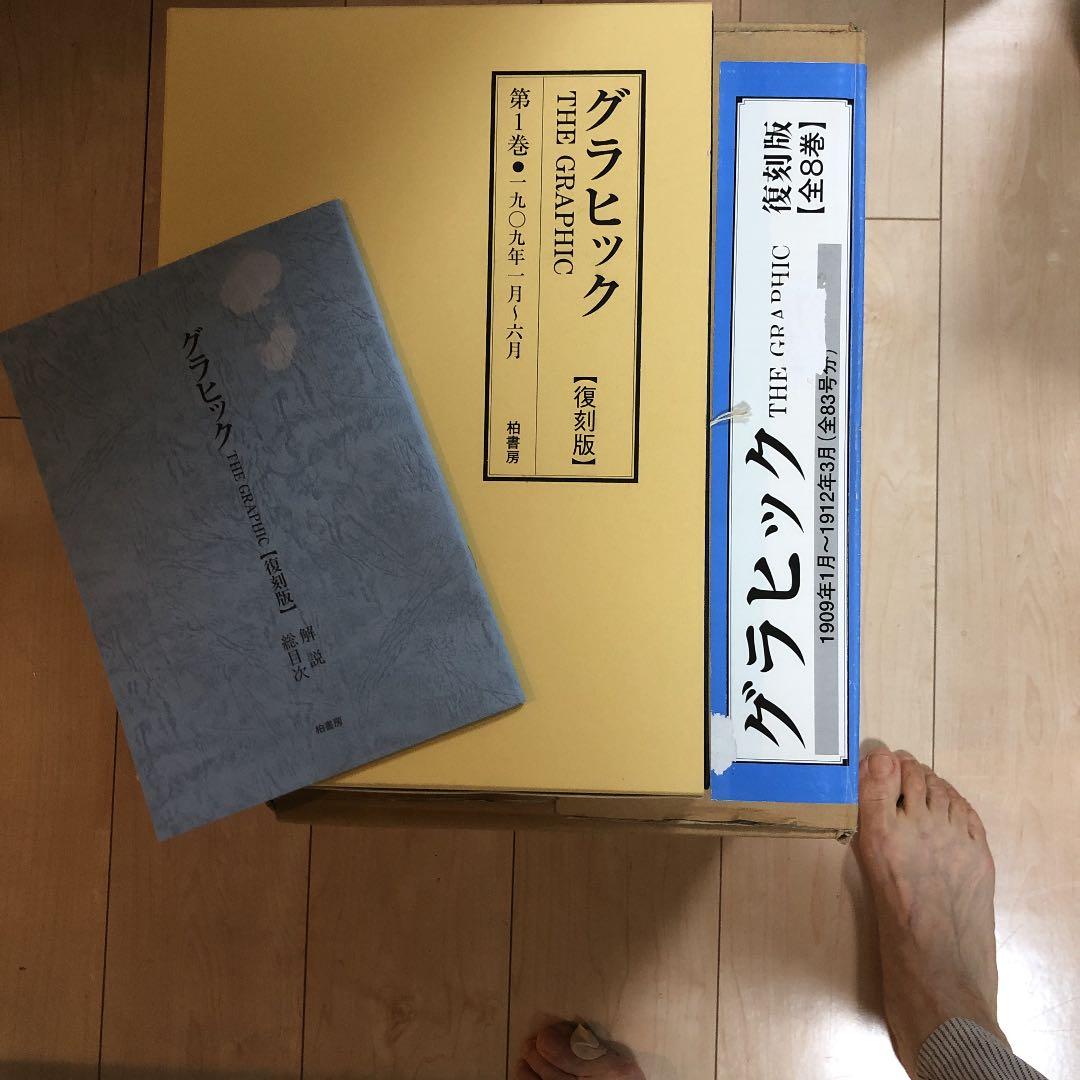 グラヒック
THE GRAPHIC
【復刻版】
第1巻●一九〇九年一月～六月
柏書房
グラヒック THE GRAPHIC 【復刻版】
解説
総目次
柏書房
グラヒック THE GRAPHIC
復刻版
【全8巻】
1909年1月～1912年3月（全83号分）